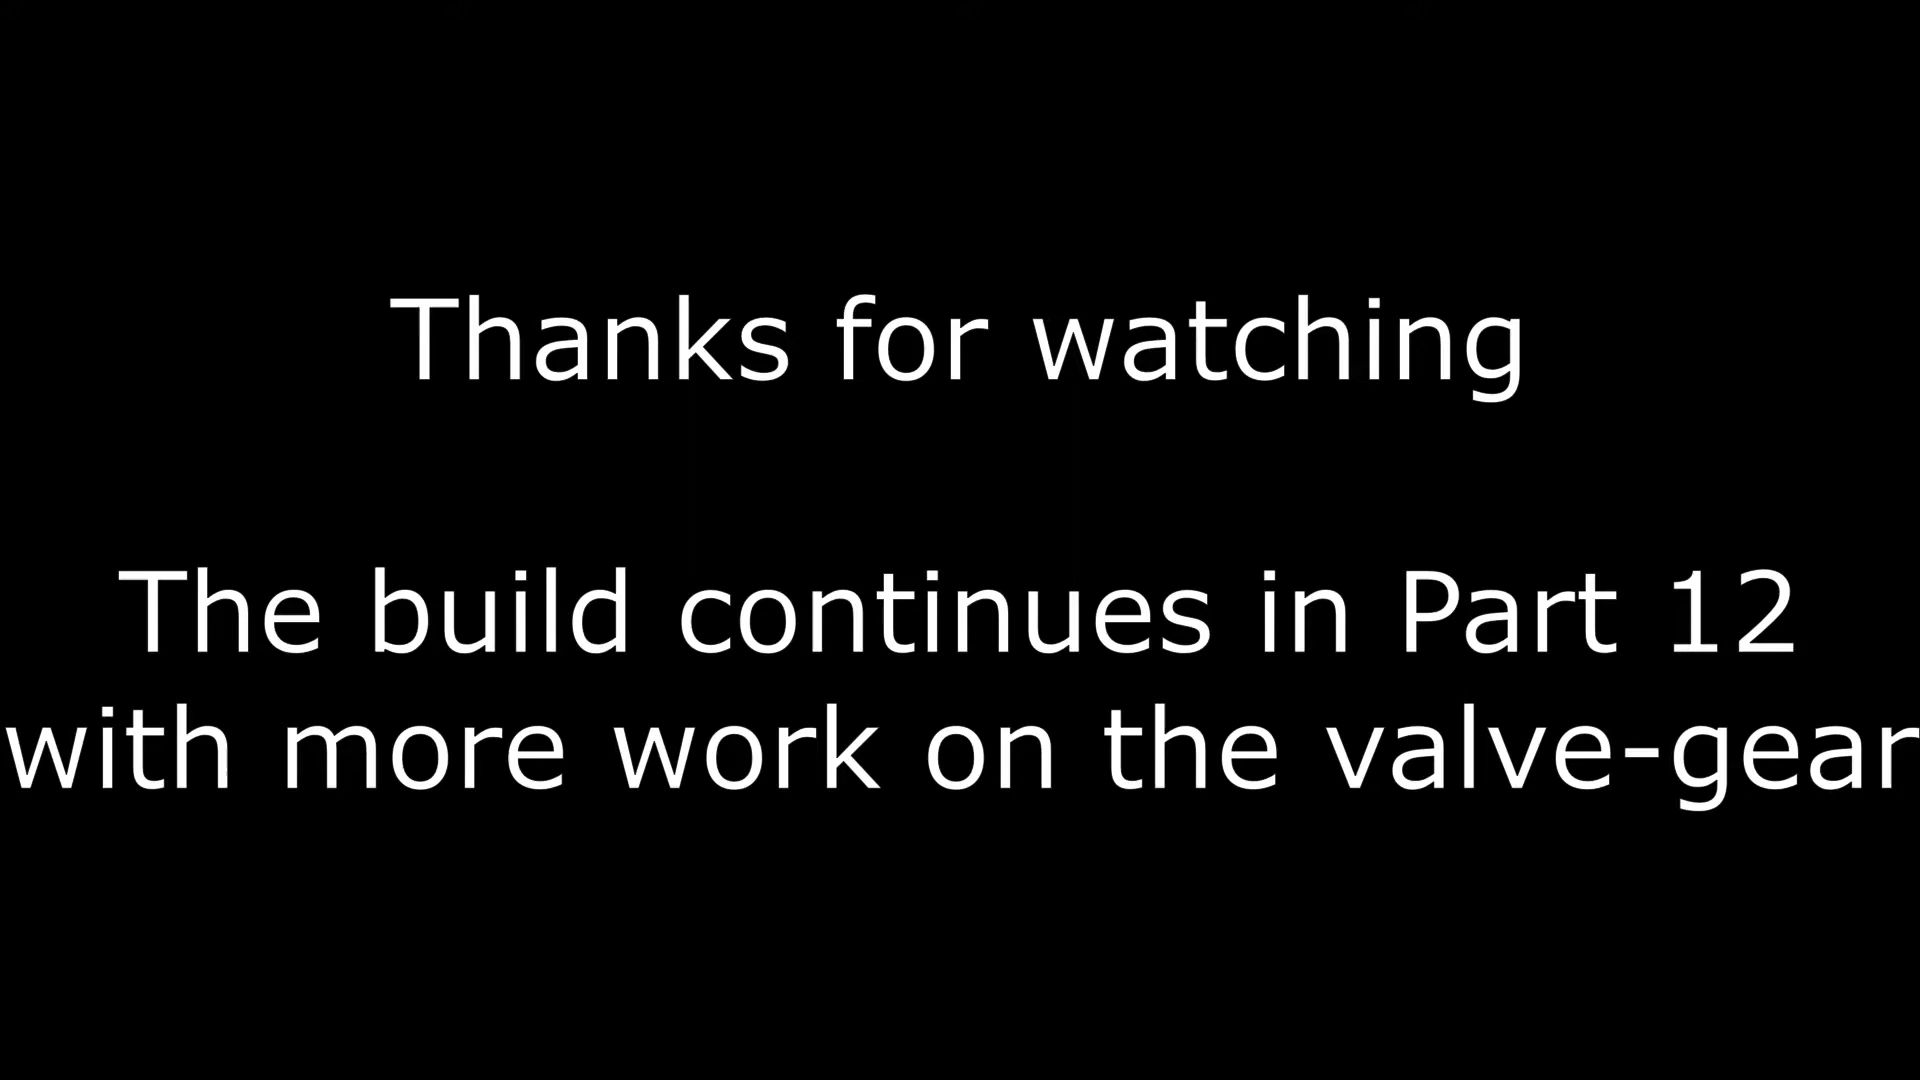 Thanks for watching
The build continues in Part 12
with more work on the valve-gear